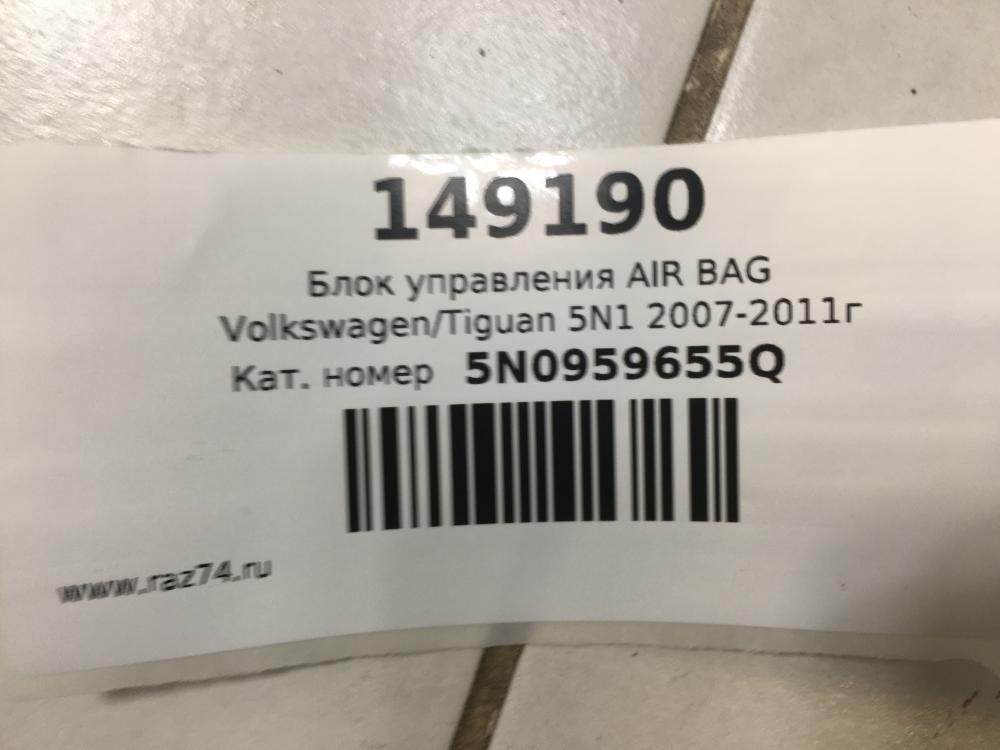 149190
Блок управления AIR BAG
Volkswagen/Tiguan 5N1 2007-2011г
Кат. номер 5N0959655Q
www.raz74.ru